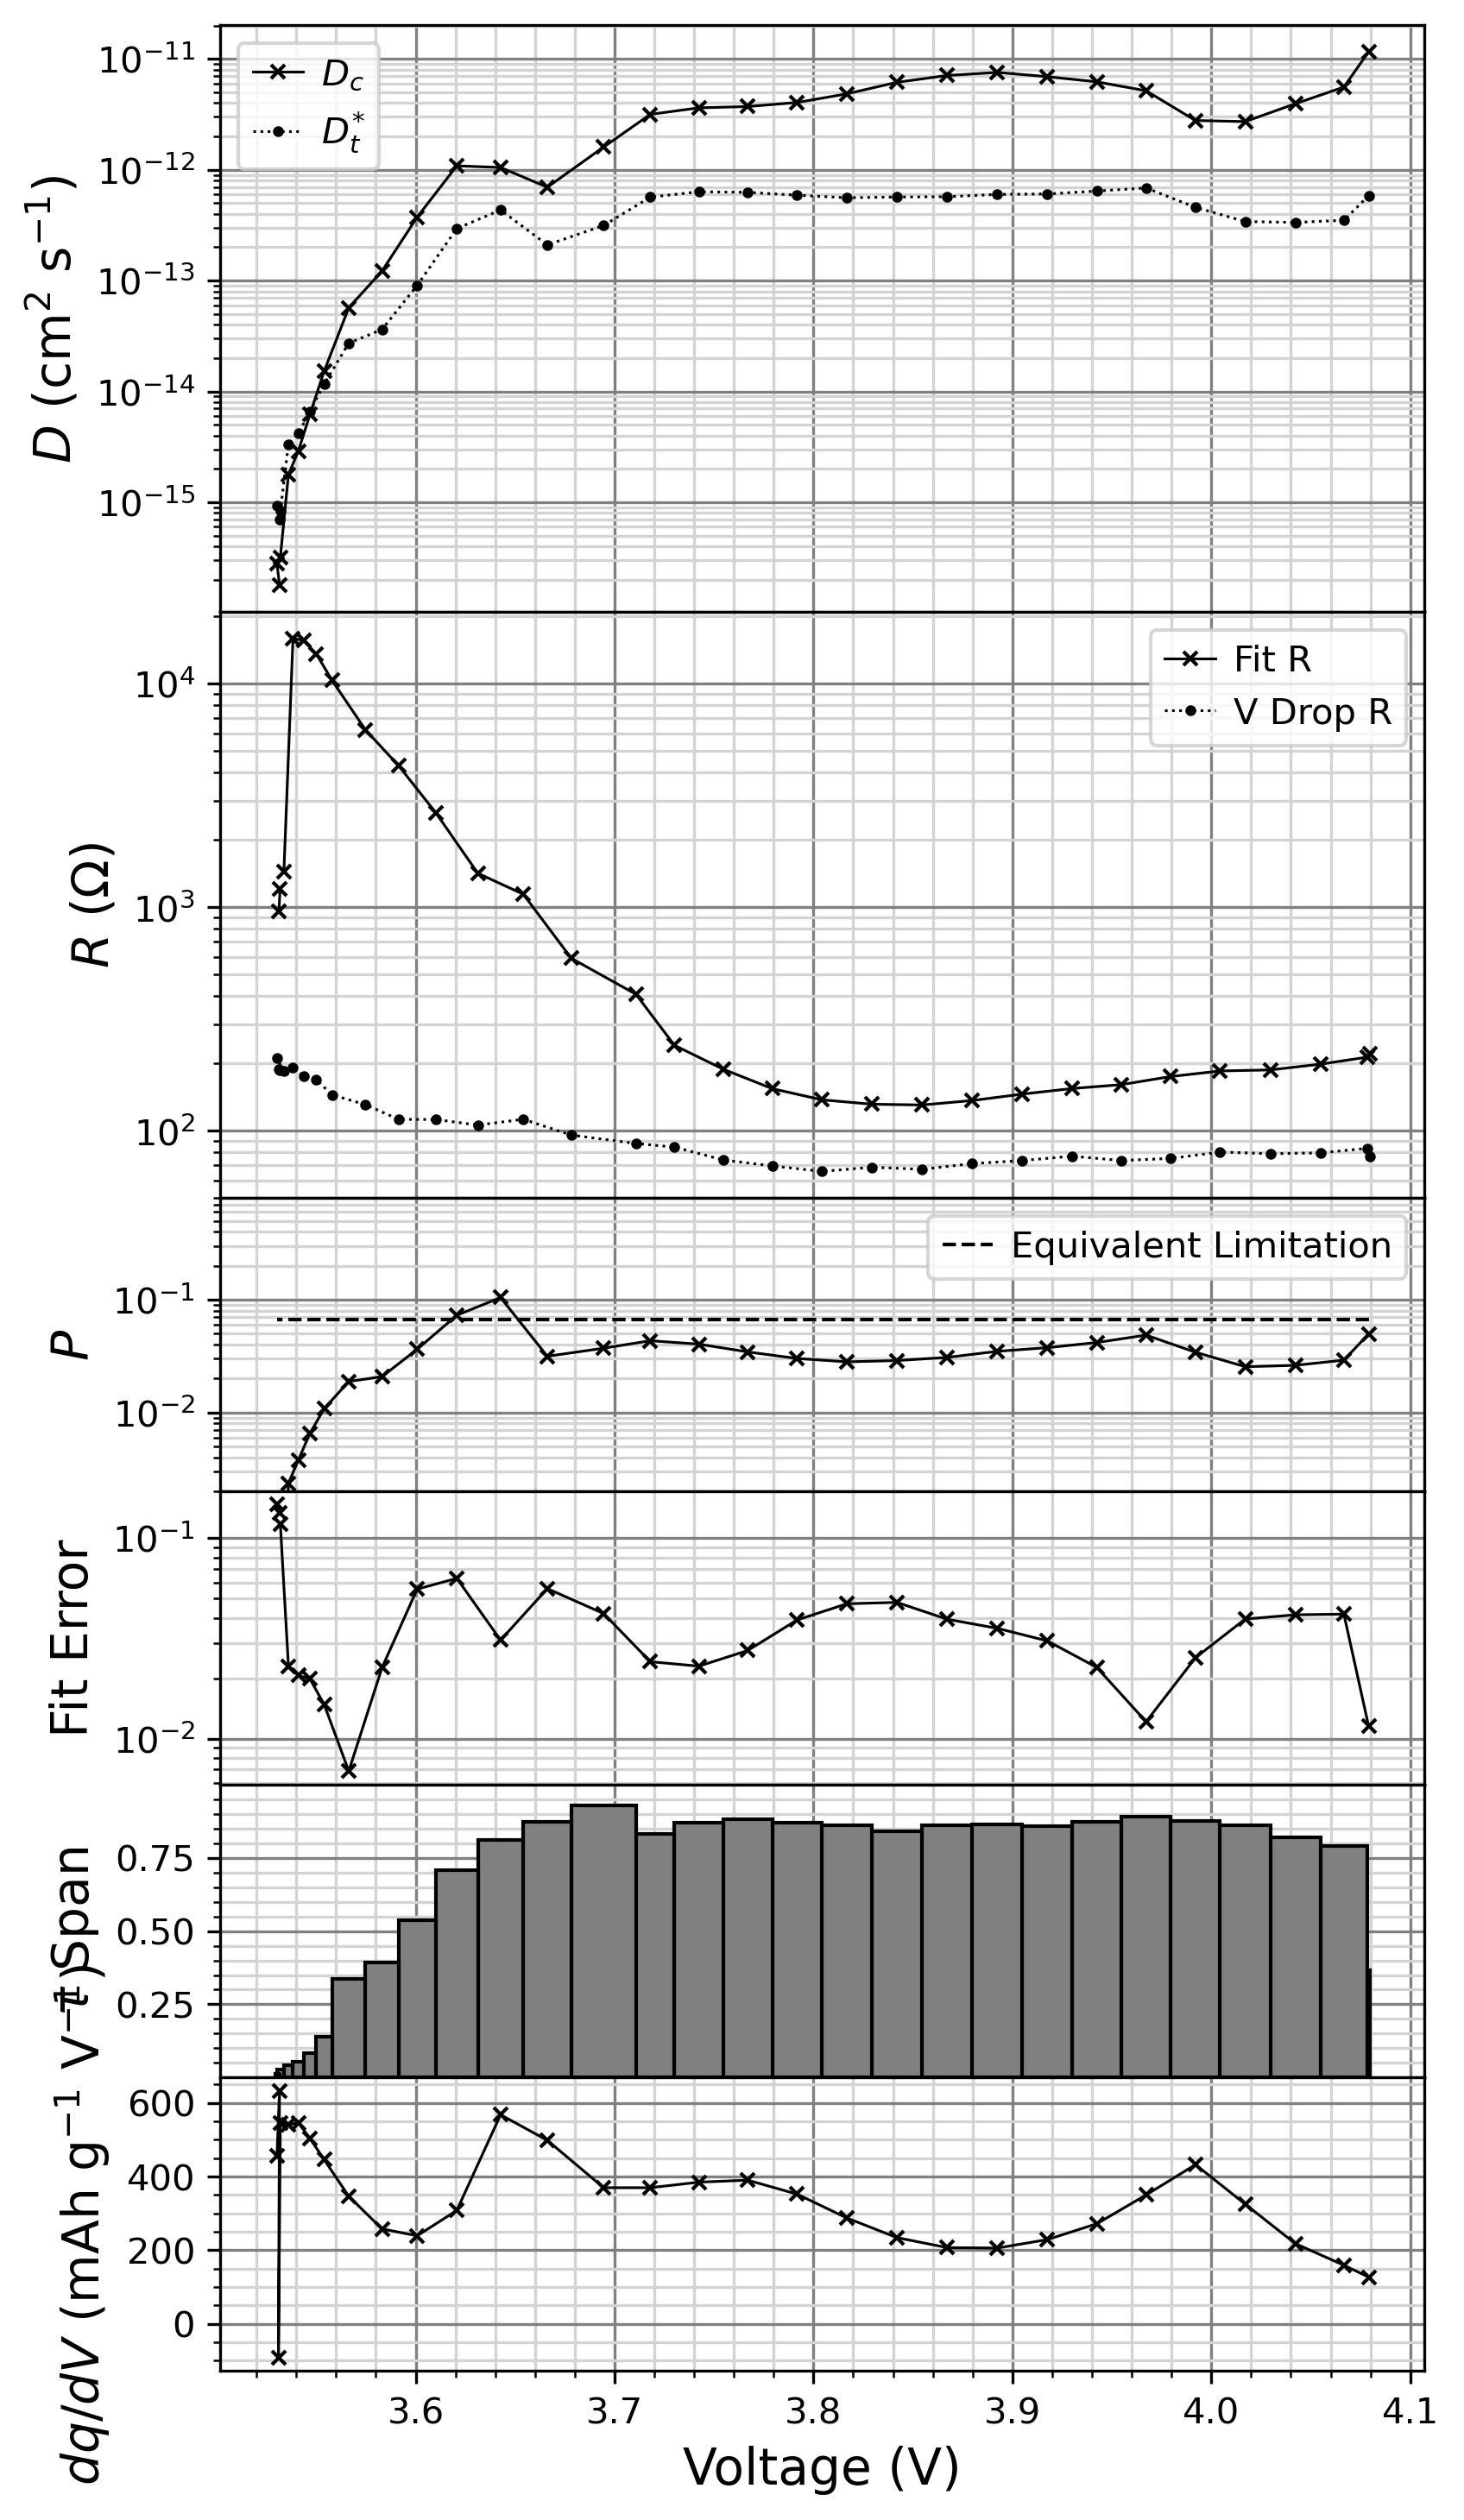 10⁻¹¹
10⁻¹²
10⁻¹³
10⁻¹⁴
10⁻¹⁵
D (cm² s⁻¹)
D_c
D_t^*
10⁴
10³
10²
R (Ω)
Fit R
V Drop R
10⁻¹
10⁻²
P
Equivalent Limitation
10⁻¹
10⁻²
Fit Error
0.75
0.50
0.25
t Span
600
400
200
0
dq/dV (mAh g⁻¹ V⁻¹)
3.6 3.7 3.8 3.9 4.0 4.1
Voltage (V)